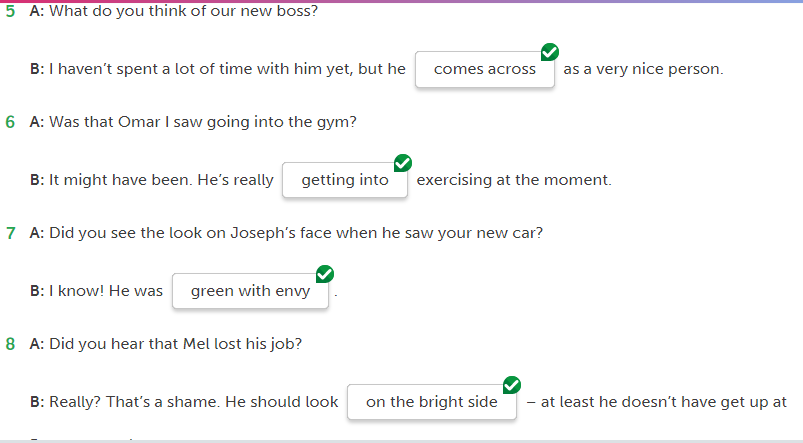 5 A: What do you think of our new boss?
B: I haven’t spent a lot of time with him yet, but he comes across as a very nice person.
6 A: Was that Omar I saw going into the gym?
B: It might have been. He’s really getting into exercising at the moment.
7 A: Did you see the look on Joseph’s face when he saw your new car?
B: I know! He was green with envy .
8 A: Did you hear that Mel lost his job?
B: Really? That’s a shame. He should look on the bright side – at least he doesn’t have get up at